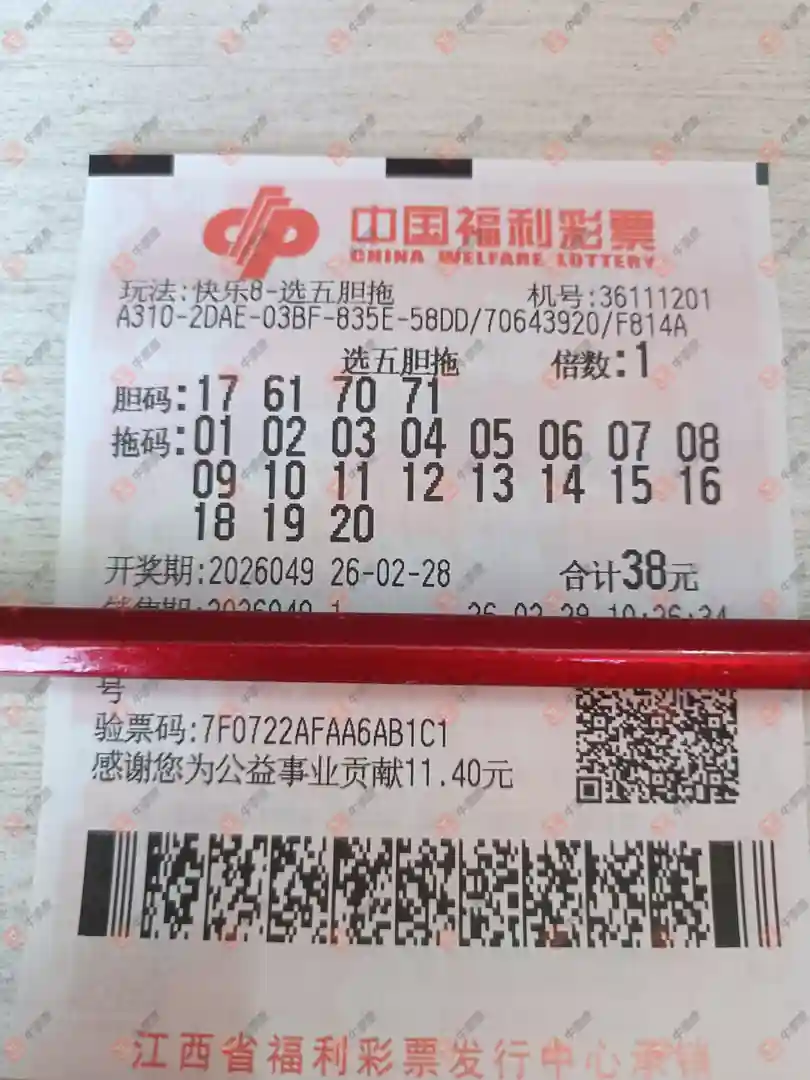 中国福利彩票
CHINA WELFARE LOTTERY
玩法:快乐8-选五胆拖 机号:36111201
A310-2DAE-03BF-835E-58DD/70643920/F814A
选五胆拖 倍数:1
胆码:17 61 70 71
拖码:01 02 03 04 05 06 07 08
09 10 11 12 13 14 15 16
18 19 20
开奖期:2026049 26-02-28 合计38元
号
验票码:7F0722AFAA6AB1C1
感谢您为公益事业贡献11.40元
江西省福利彩票发行中心承销